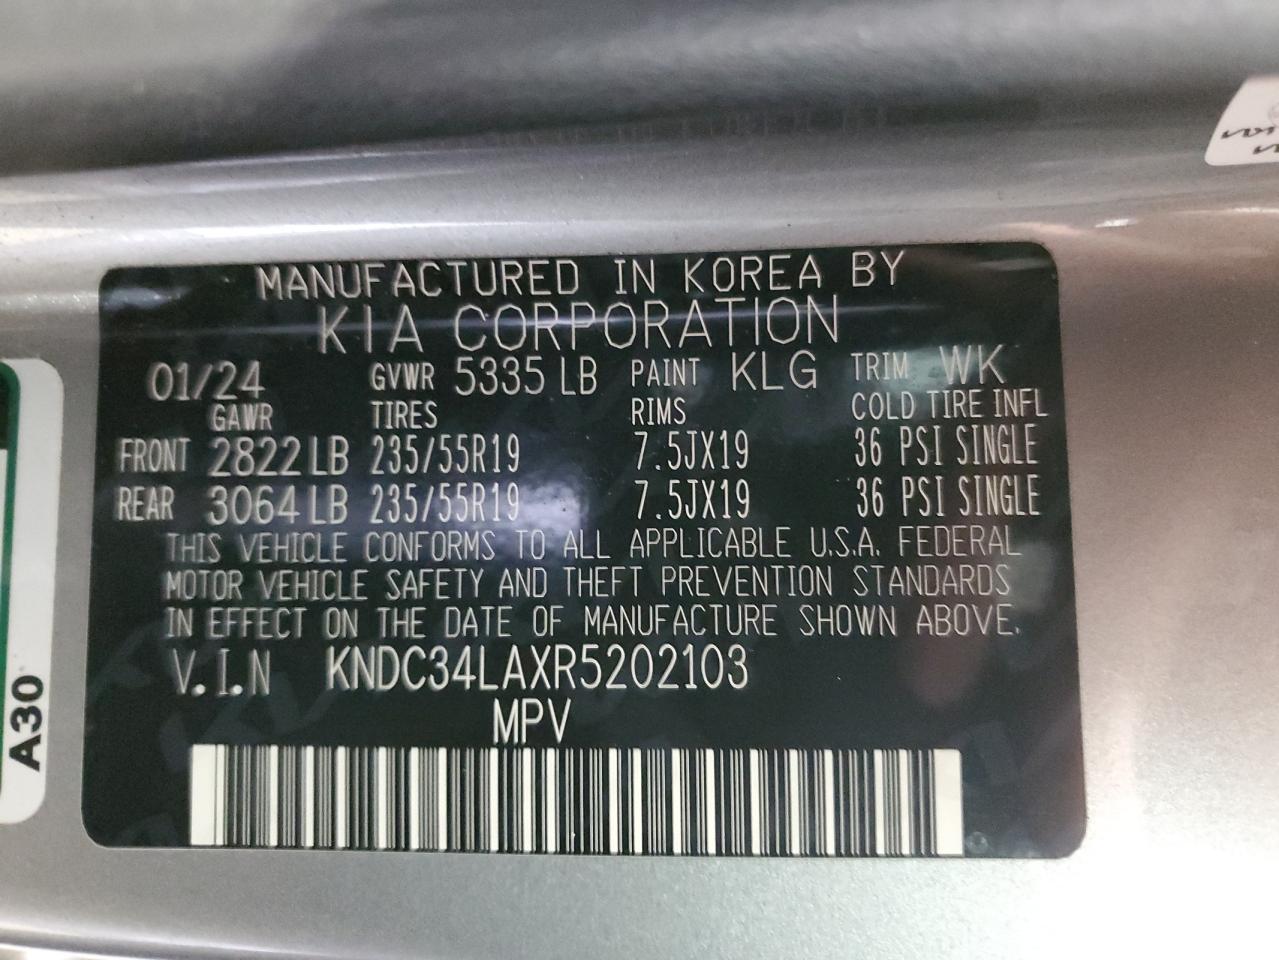 MANUFACTURED IN KOREA BY
KIA CORPORATION
01/24 GVWR 5335 LB PAINT KLG TRIM WK
GAWR TIRES RIMS COLD TIRE INFL
FRONT 2822 LB 235/55R19 7.5JX19 36 PSI SINGLE
REAR 3064 LB 235/55R19 7.5JX19 36 PSI SINGLE
THIS VEHICLE CONFORMS TO ALL APPLICABLE U.S.A. FEDERAL
MOTOR VEHICLE SAFETY AND THEFT PREVENTION STANDARDS
IN EFFECT ON THE DATE OF MANUFACTURE SHOWN ABOVE.
V.I.N KNDC34LAXR5202103
MPV
A30